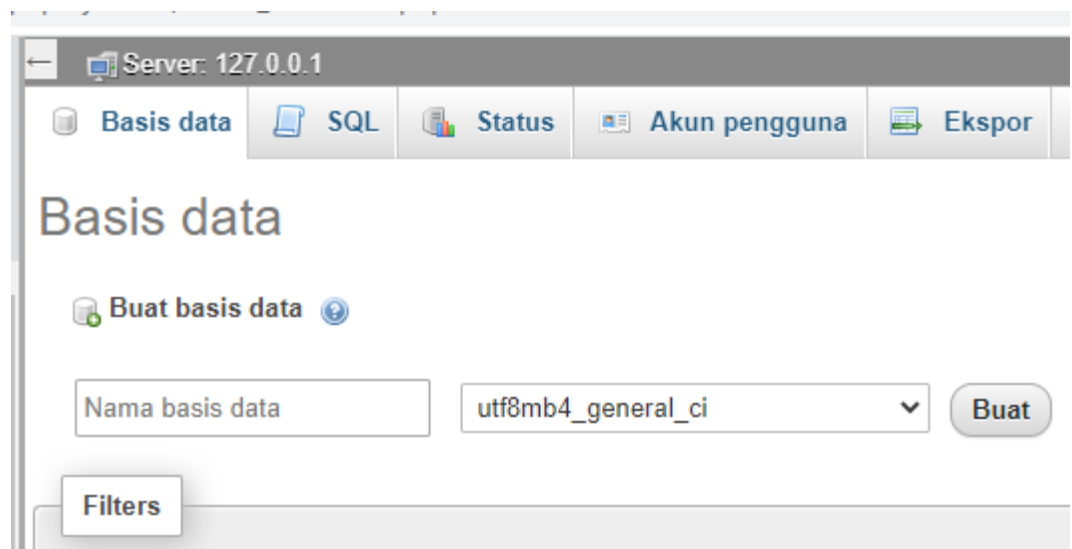 Server: 127.0.0.1
Basis data SQL Status Akun pengguna Ekspor
Basis data
Buat basis data
Nama basis data utf8mb4_general_ci Buat
Filters